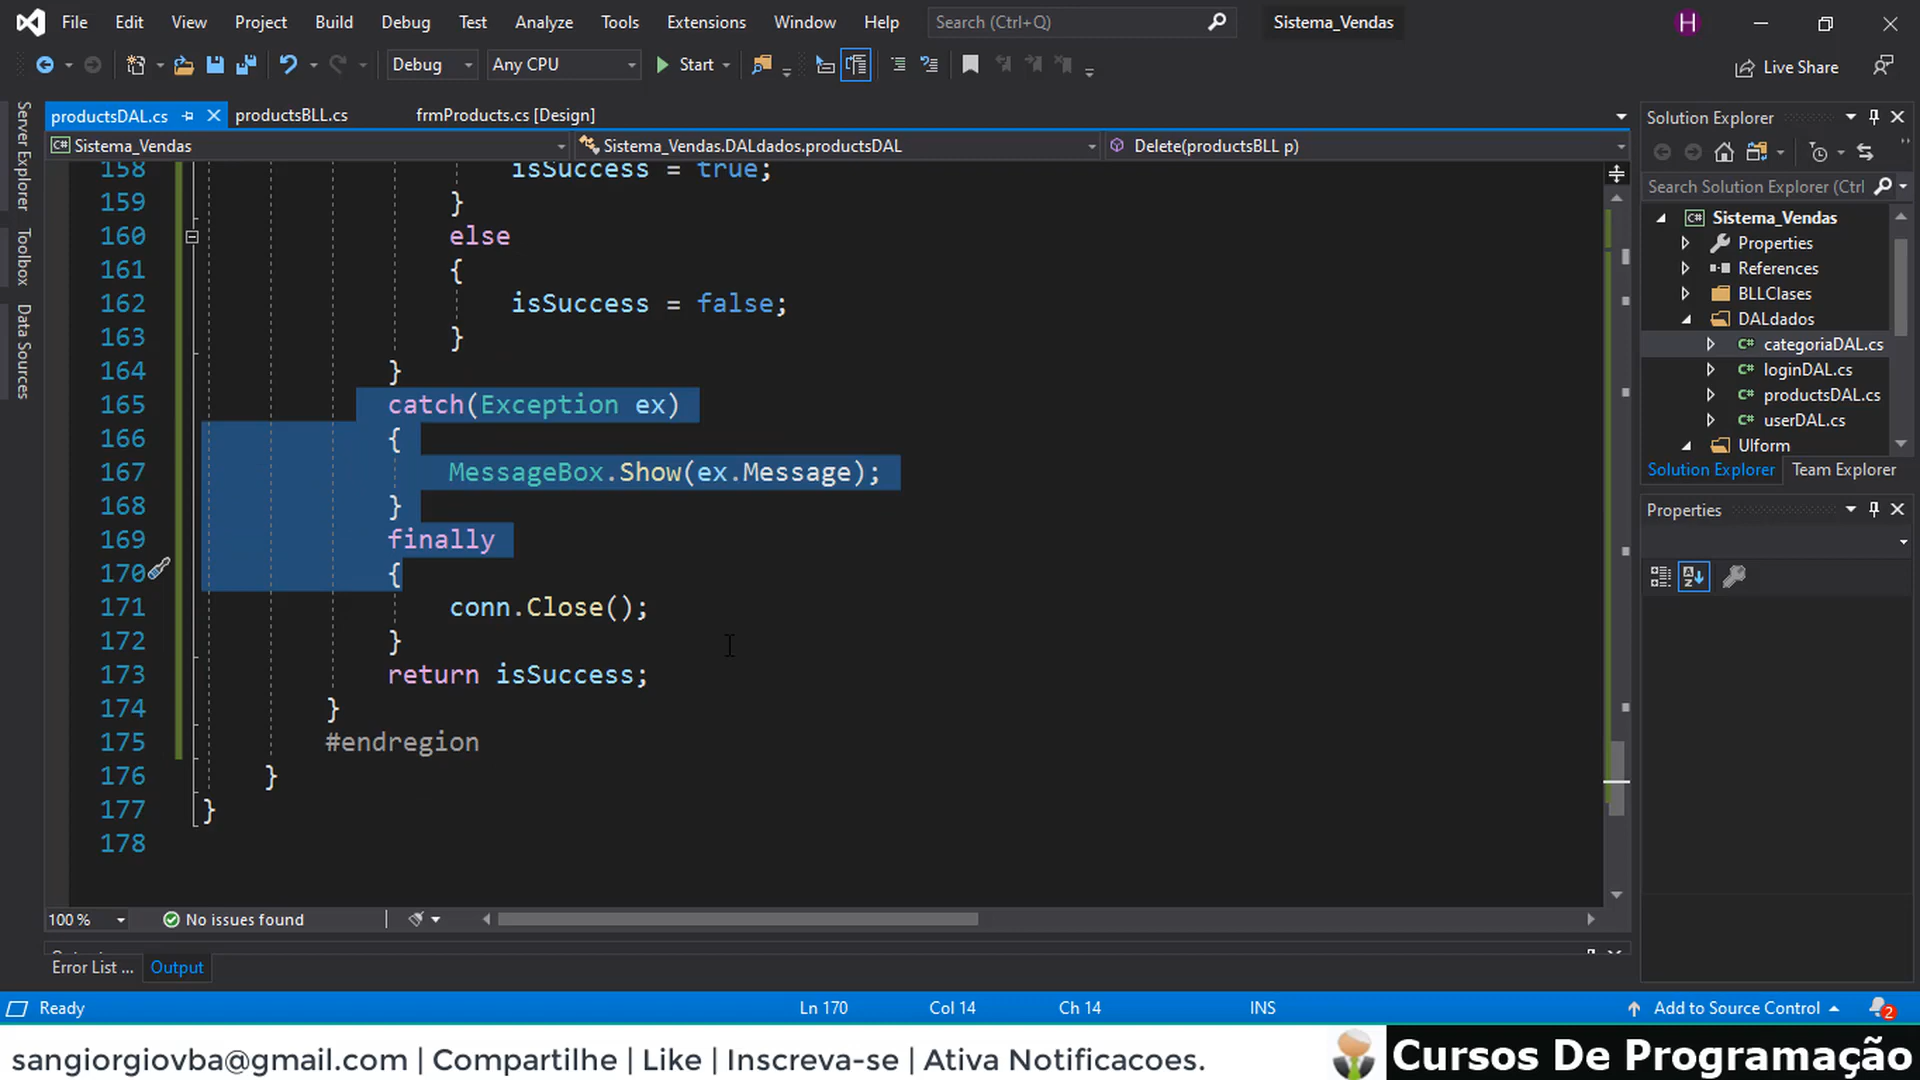 File Edit View Project Build Debug Test Analyze Tools Extensions Window Help Search (Ctrl+Q) Sistema_Vendas H
Debug Any CPU Start Live Share
productsDAL.cs productsBLL.cs frmProducts.cs [Design]
Sistema_Vendas Sistema_Vendas.DALdados.productsDAL Delete(productsBLL p)
Server Explorer
Toolbox
Data Sources
158 isSuccess = true;
159 }
160 else
161 {
162 isSuccess = false;
163 }
164 }
165 catch(Exception ex)
166 {
167 MessageBox.Show(ex.Message);
168 }
169 finally
170 {
171 conn.Close();
172 }
173 return isSuccess;
174 }
175 #endregion
176 }
177 }
178
100 % No issues found
Error List ... Output
Solution Explorer
Search Solution Explorer (Ctrl
C# Sistema_Vendas
Properties
References
BLLClases
DALdados
C# categoriaDAL.cs
C# loginDAL.cs
C# productsDAL.cs
C# userDAL.cs
UIform
Solution Explorer Team Explorer
Properties
Ready Ln 170 Col 14 Ch 14 INS Add to Source Control 2
sangiorgiovba@gmail.com | Compartilhe | Like | Inscreva-se | Ativa Notificacoes.
Cursos De Programação